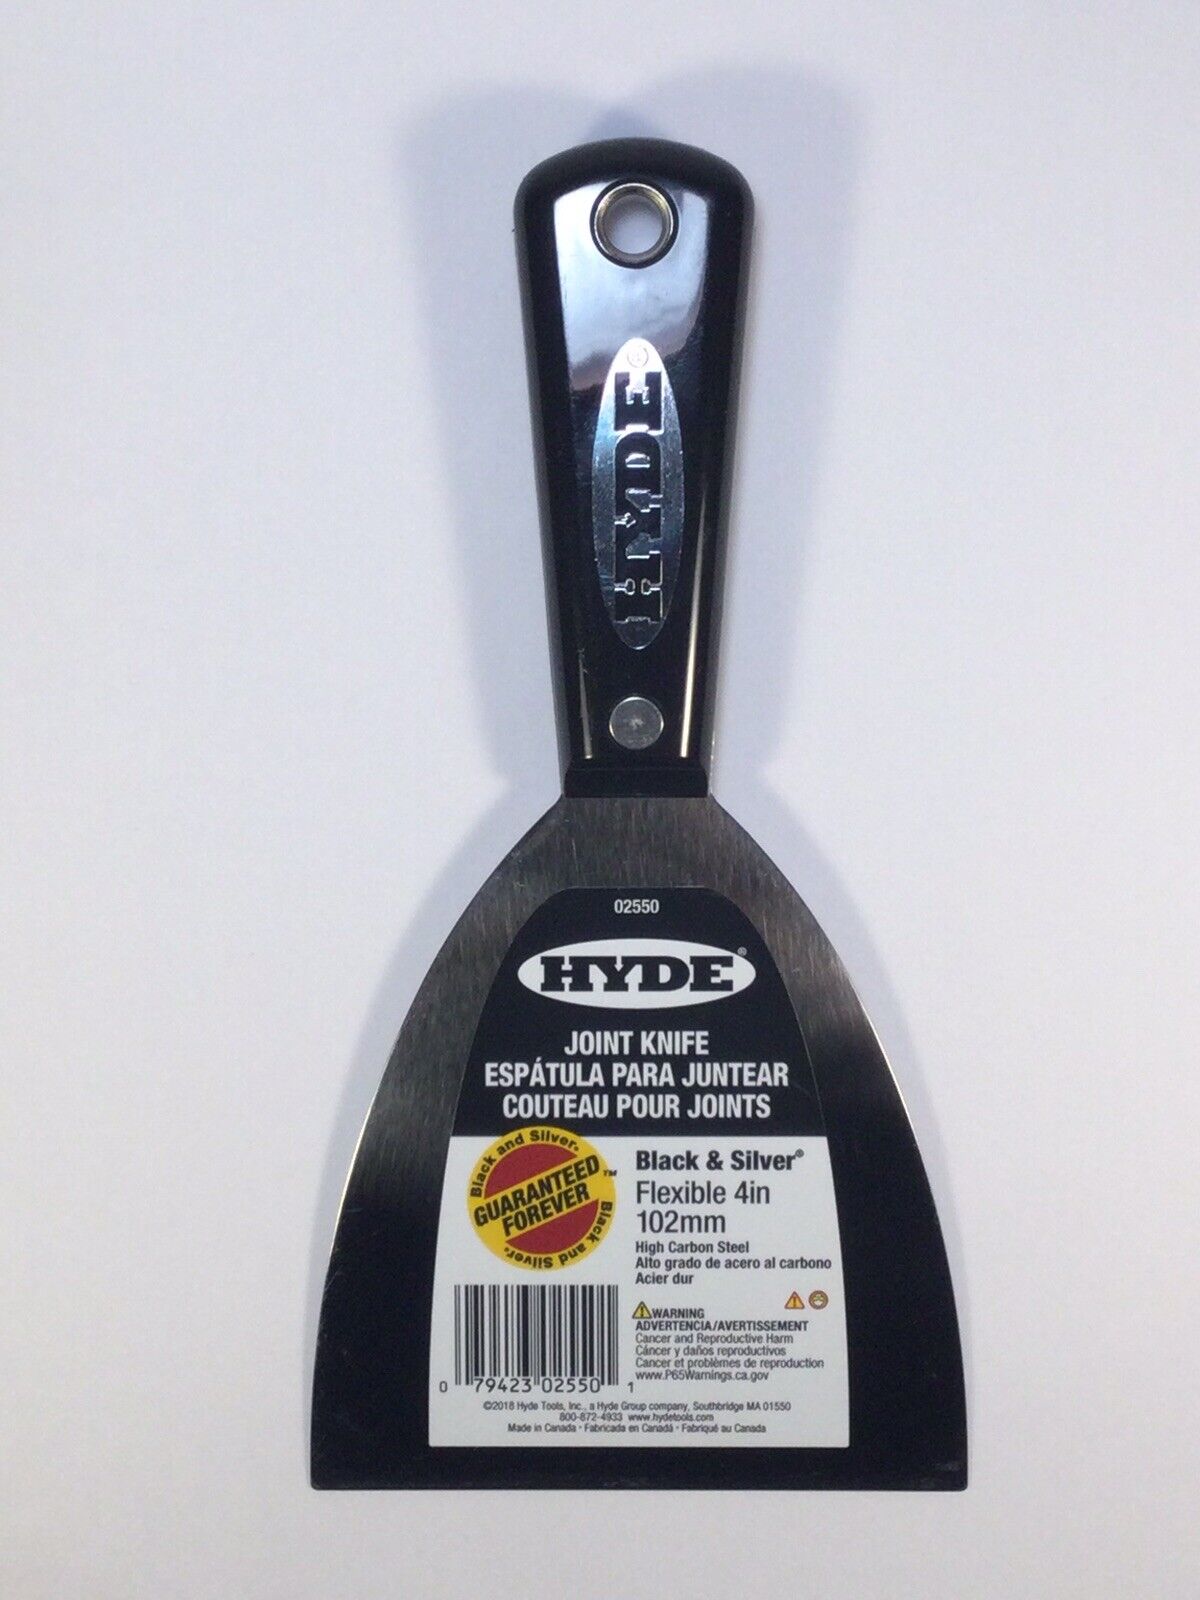 HYDE®
02550
HYDE®
JOINT KNIFE
ESPÁTULA PARA JUNTEAR
COUTEAU POUR JOINTS
Black and Silver®
GUARANTEED
FOREVER™
Black and Silver®
Black & Silver®
Flexible 4in
102mm
High Carbon Steel
Alto grado de acero al carbono
Acier dur
WARNING
ADVERTENCIA/AVERTISSEMENT
Cancer and Reproductive Harm
Cáncer y daños reproductivos
Cancer et problèmes de reproduction
www.P65Warnings.ca.gov
0 79423 02550 1
©2018 Hyde Tools, Inc., a Hyde Group company, Southbridge MA 01550
800-872-4933 www.hydetools.com
Made in Canada • Fabricada en Canadá • Fabriqué au Canada